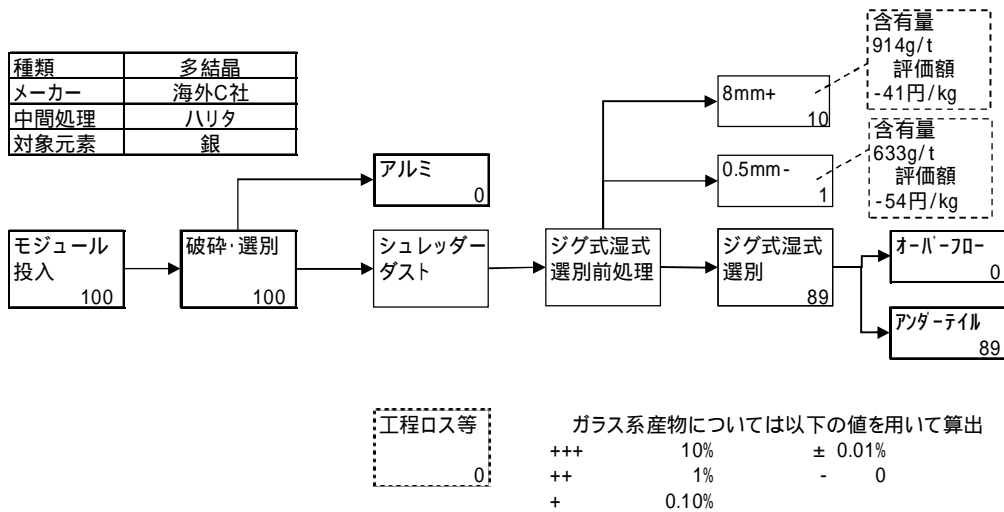 種類 多結晶
メーカー 海外C社
中間処理 ハリタ
対象元素 銀
含有量
914g/t
評価額
-41円/kg
8mm+
10
含有量
633g/t
評価額
-54円/kg
0.5mm-
1
アルミ
0
モジュール
投入
100
破砕・選別
100
シュレッダー
ダスト
ジグ式湿式
選別前処理
ジグ式湿式
選別
89
オーバーフロー
0
アンダーテイル
89
工程ロス等
0
ガラス系産物については以下の値を用いて算出
+++ 10% ± 0.01%
++ 1% - 0
+ 0.10%